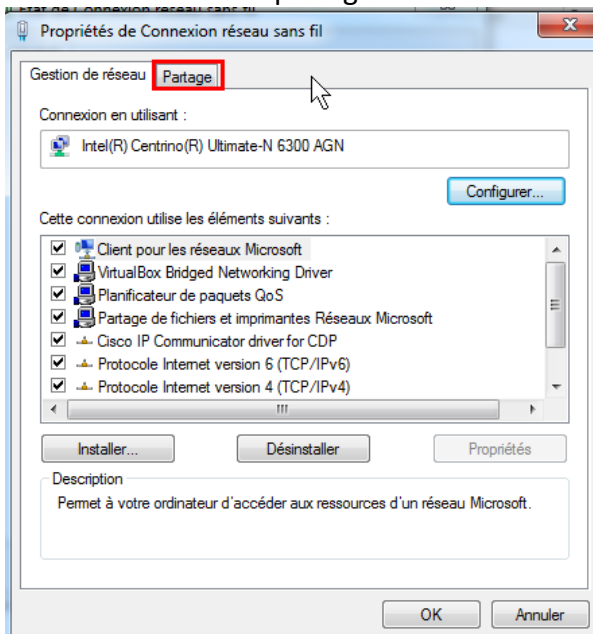 Propriétés de Connexion réseau sans fil
Gestion de réseau Partage
Connexion en utilisant :
Intel(R) Centrino(R) Ultimate-N 6300 AGN
Configurer...
Cette connexion utilise les éléments suivants :
Client pour les réseaux Microsoft
VirtualBox Bridged Networking Driver
Planificateur de paquets QoS
Partage de fichiers et imprimantes Réseaux Microsoft
Cisco IP Communicator driver for CDP
Protocole Internet version 6 (TCP/IPv6)
Protocole Internet version 4 (TCP/IPv4)
Installer... Désinstaller Propriétés
Description
Permet à votre ordinateur d'accéder aux ressources d'un réseau Microsoft.
OK Annuler